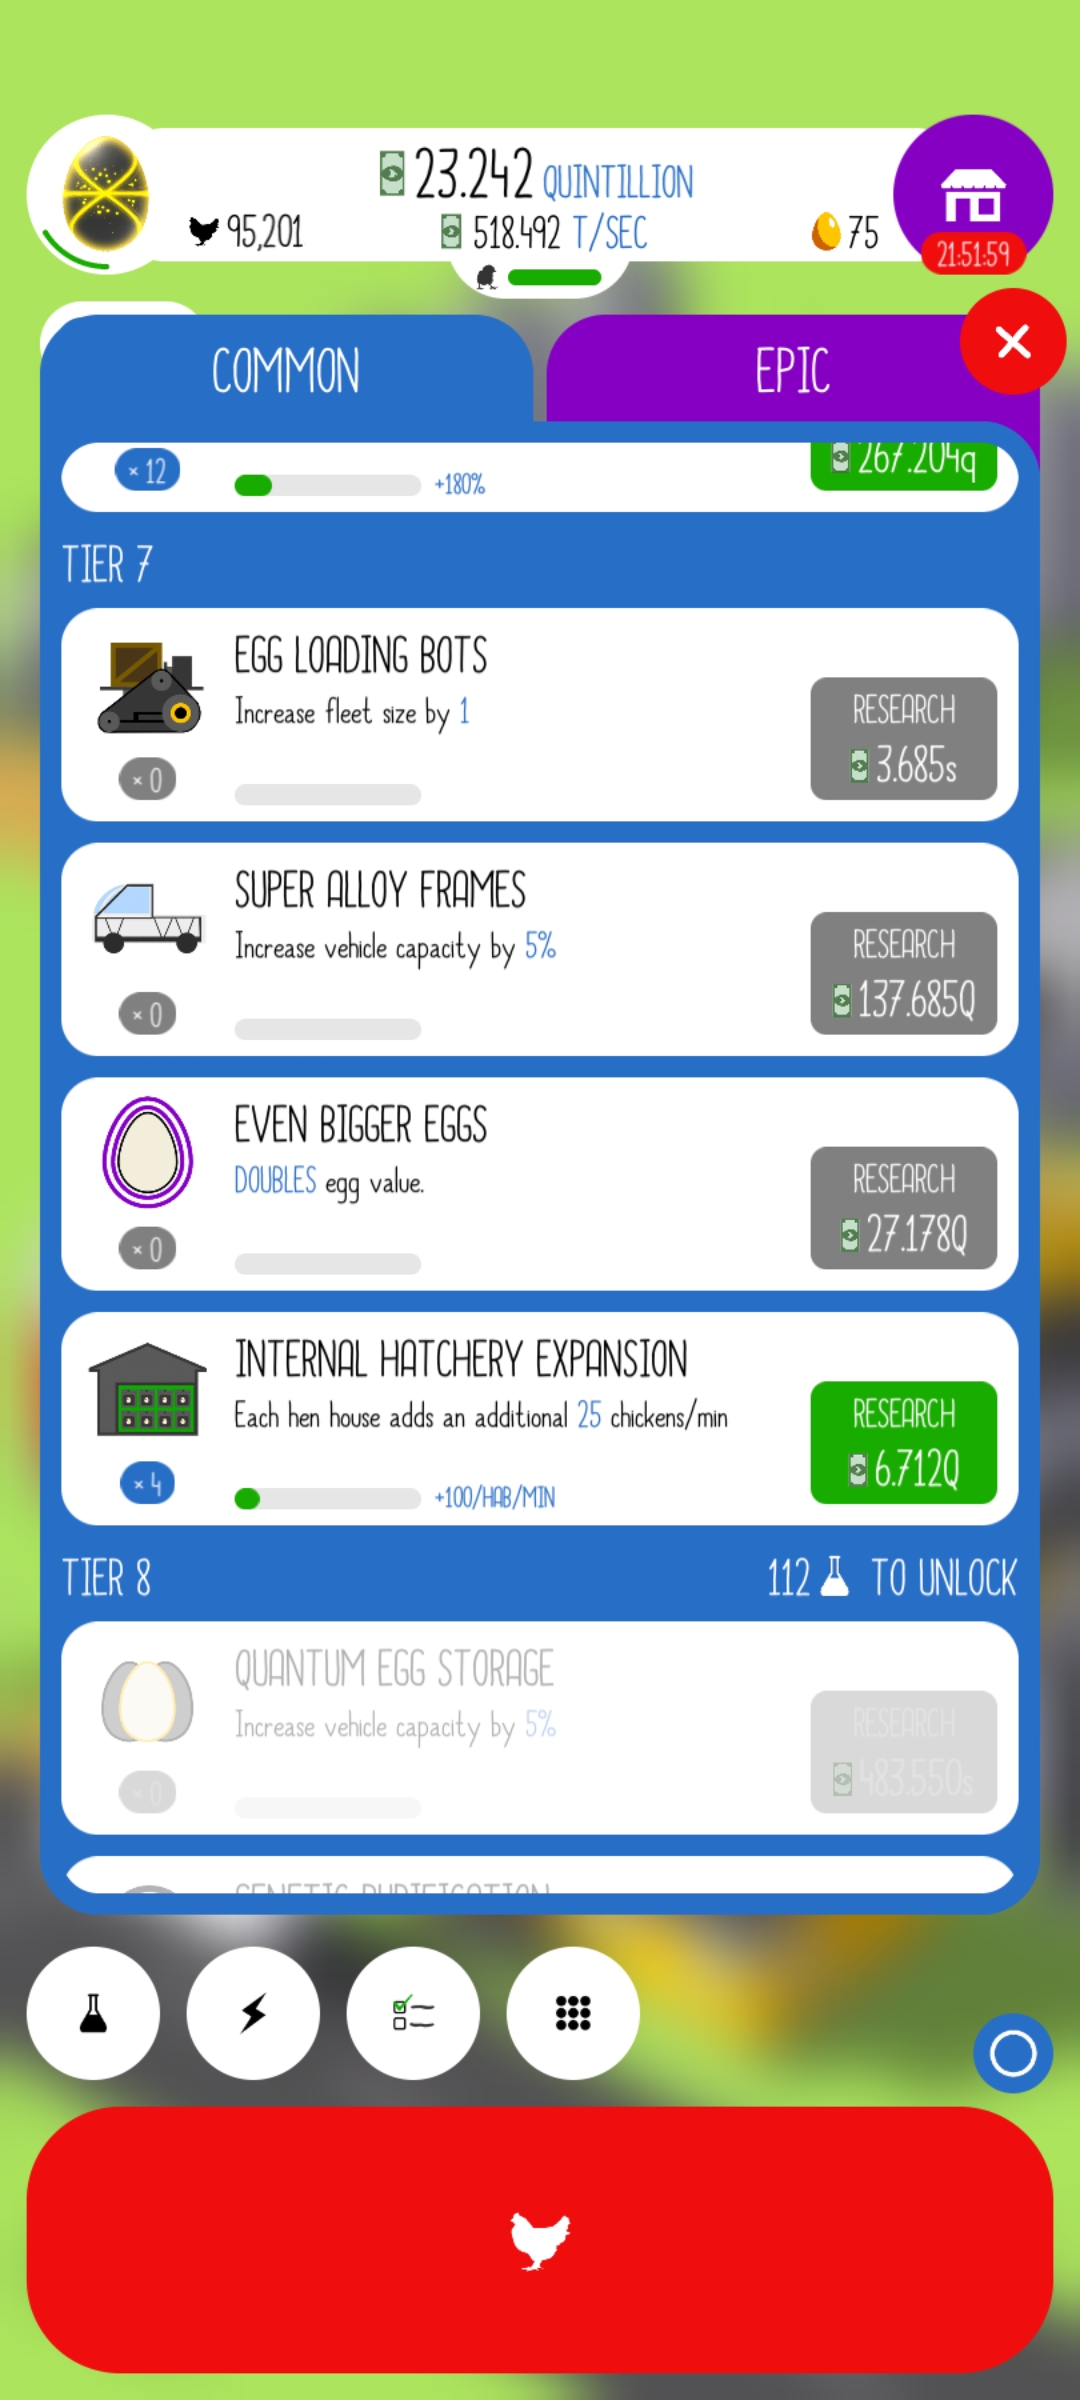 23.242 QUINTILLION
95,201
518.492 T/SEC
75
21:51:59
COMMON
EPIC
×12
+180%
267.204q
TIER 7
EGG LOADING BOTS
Increase fleet size by 1
×0
RESEARCH
3.685s
SUPER ALLOY FRAMES
Increase vehicle capacity by 5%
×0
RESEARCH
137.685Q
EVEN BIGGER EGGS
DOUBLES egg value.
×0
RESEARCH
27.178Q
INTERNAL HATCHERY EXPANSION
Each hen house adds an additional 25 chickens/min
×4
+100/HAB/MIN
RESEARCH
6.712Q
TIER 8
112 TO UNLOCK
QUANTUM EGG STORAGE
Increase vehicle capacity by 5%
×0
RESEARCH
483.550s
GENETIC PURIFICATION